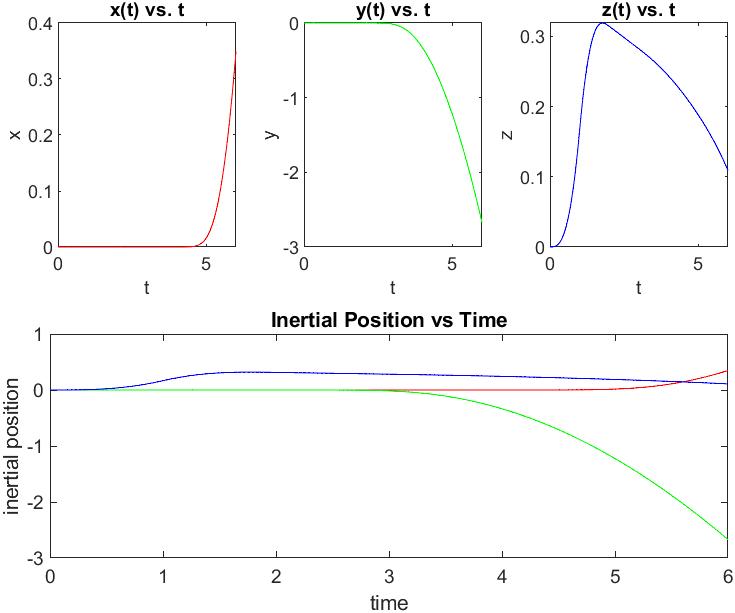 x(t) vs. t
y(t) vs. t
z(t) vs. t
0.4
0.3
0.2
0.1
0
x
0
5
t
0
-1
-2
-3
y
0
5
t
0.3
0.2
0.1
0
z
0
5
t
Inertial Position vs Time
1
0
-1
-2
-3
inertial position
0
1
2
3
4
5
6
time